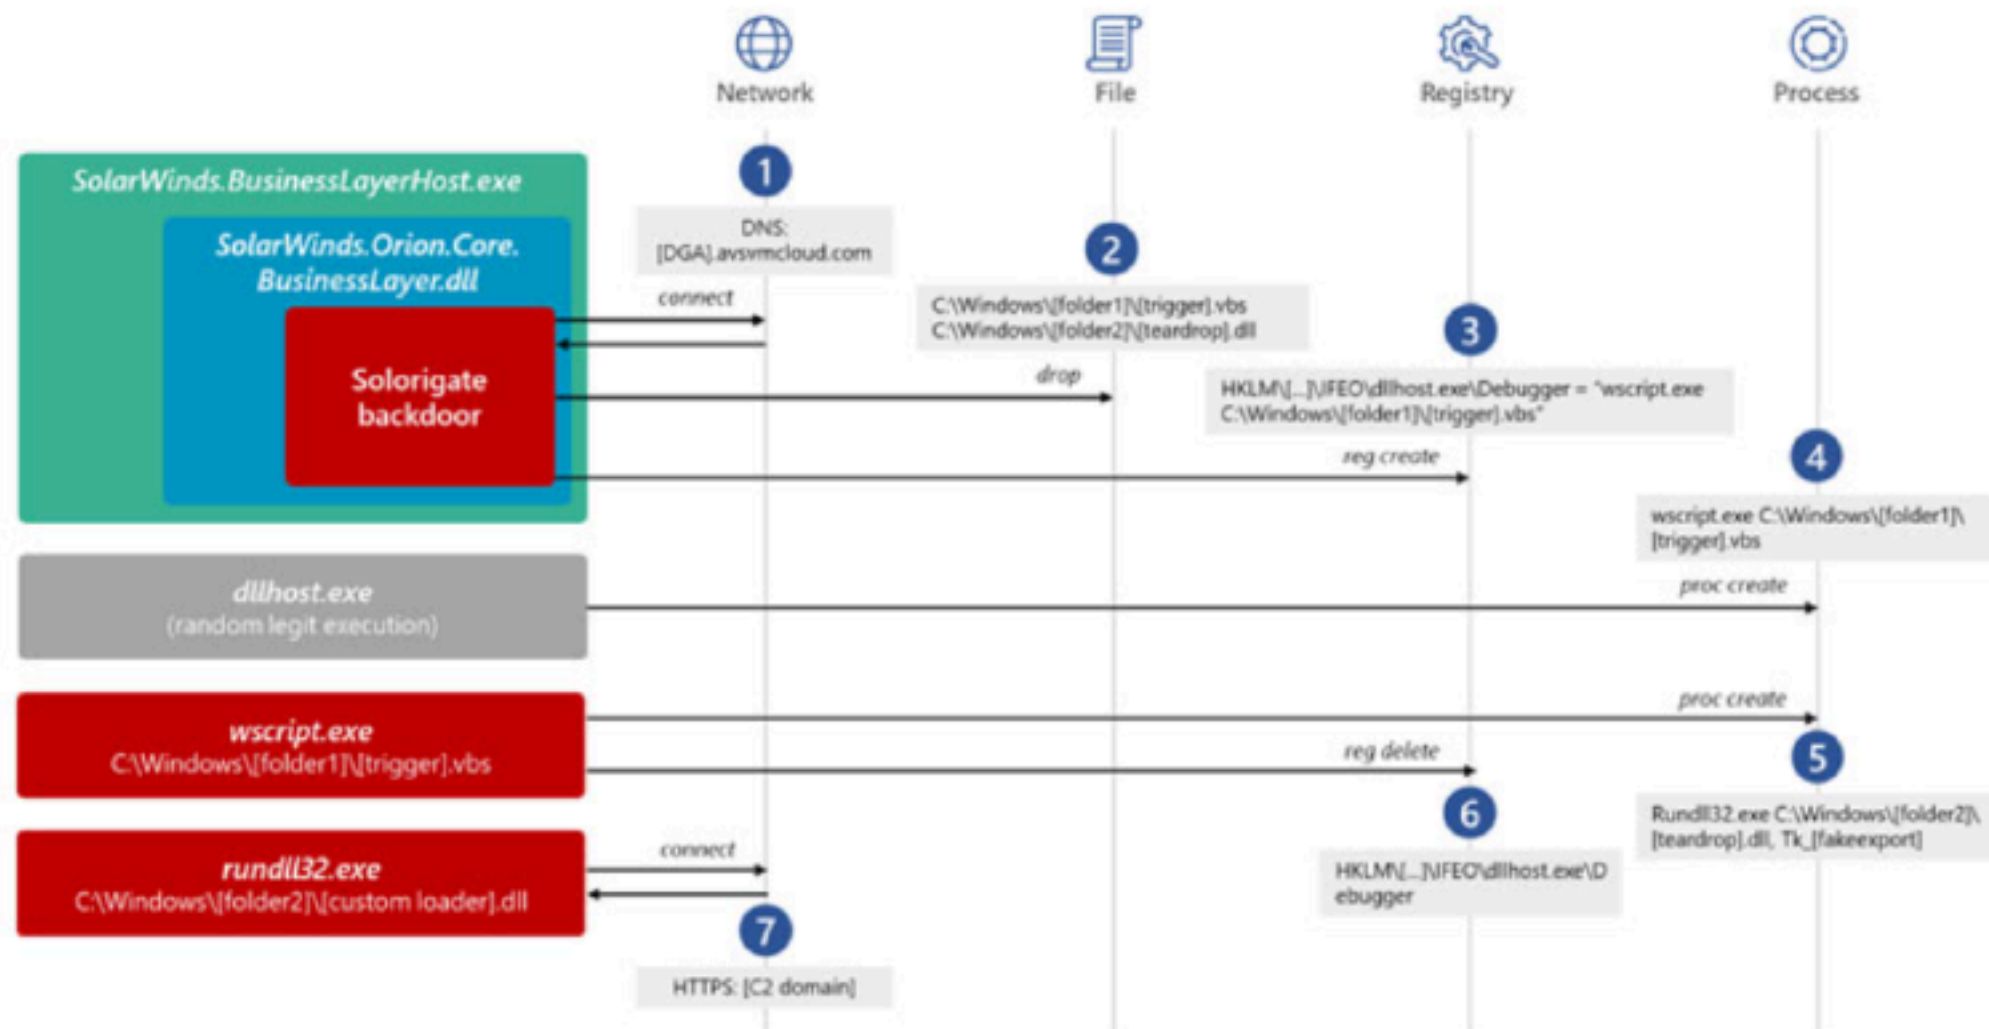 Network
File
Registry
Process
SolarWinds.BusinessLayerHost.exe
SolarWinds.Orion.Core.
BusinessLayer.dll
Solorigate
backdoor
1
DNS:
[DGA].avsvmcloud.com
connect
2
C:\Windows\[folder1]\[trigger].vbs
C:\Windows\[folder2]\[teardrop].dll
drop
3
HKLM\[...]\IFEO\dllhost.exe\Debugger = "wscript.exe
C:\Windows\[folder1]\[trigger].vbs"
reg create
4
wscript.exe C:\Windows\[folder1]\
[trigger].vbs
dllhost.exe
(random legit execution)
proc create
wscript.exe
C:\Windows\[folder1]\[trigger].vbs
proc create
reg delete
5
Rundll32.exe C:\Windows\[folder2]\
[teardrop].dll, Tk_[fakeexport]
6
HKLM\[...]\IFEO\dllhost.exe\D
ebugger
rundll32.exe
C:\Windows\[folder2]\[custom loader].dll
connect
7
HTTPS: [C2 domain]